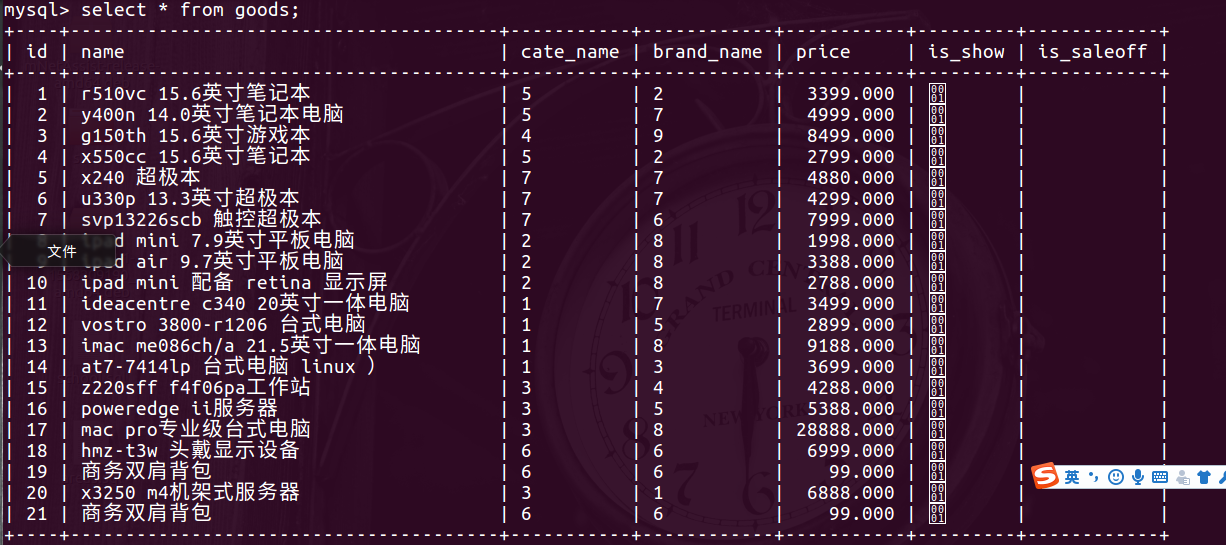 mysql> select * from goods;
| id | name | cate_name | brand_name | price | is_show | is_saleoff |
| 1 | r510vc 15.6英寸笔记本 | 5 | 2 | 3399.000 | 0001 | |
| 2 | y400n 14.0英寸笔记本电脑 | 5 | 7 | 4999.000 | 0001 | |
| 3 | g150th 15.6英寸游戏本 | 4 | 9 | 8499.000 | 0001 | |
| 4 | x550cc 15.6英寸笔记本 | 5 | 2 | 2799.000 | 0001 | |
| 5 | x240 超极本 | 7 | 7 | 4880.000 | 0001 | |
| 6 | u330p 13.3英寸超极本 | 7 | 7 | 4299.000 | 0001 | |
| 7 | svp13226scb 触控超极本 | 7 | 6 | 7999.000 | 0001 | |
| 8 | ipad mini 7.9英寸平板电脑 | 2 | 8 | 1998.000 | 0001 | |
文件
| 9 | ipad air 9.7英寸平板电脑 | 2 | 8 | 3388.000 | 0001 | |
| 10 | ipad mini 配备 retina 显示屏 | 2 | 8 | 2788.000 | 0001 | |
| 11 | ideacentre c340 20英寸一体电脑 | 1 | 7 | 3499.000 | 0001 | |
| 12 | vostro 3800-r1206 台式电脑 | 1 | 5 | 2899.000 | 0001 | |
| 13 | imac me086ch/a 21.5英寸一体电脑 | 1 | 8 | 9188.000 | 0001 | |
| 14 | at7-7414lp 台式电脑 linux ） | 1 | 3 | 3699.000 | 0001 | |
| 15 | z220sff f4f06pa工作站 | 3 | 4 | 4288.000 | 0001 | |
| 16 | poweredge ii服务器 | 3 | 5 | 5388.000 | 0001 | |
| 17 | mac pro专业级台式电脑 | 3 | 8 | 28888.000 | 0001 | |
| 18 | hmz-t3w 头戴显示设备 | 6 | 6 | 6999.000 | 0001 | |
| 19 | 商务双肩背包 | 6 | 6 | 99.000 | 0001 | |
| 20 | x3250 m4机架式服务器 | 3 | 1 | 6888.000 | 0001 | |
| 21 | 商务双肩背包 | 6 | 6 | 99.000 | 0001 | |
英
GRAND CEN
TERMINAL
NEW YORK